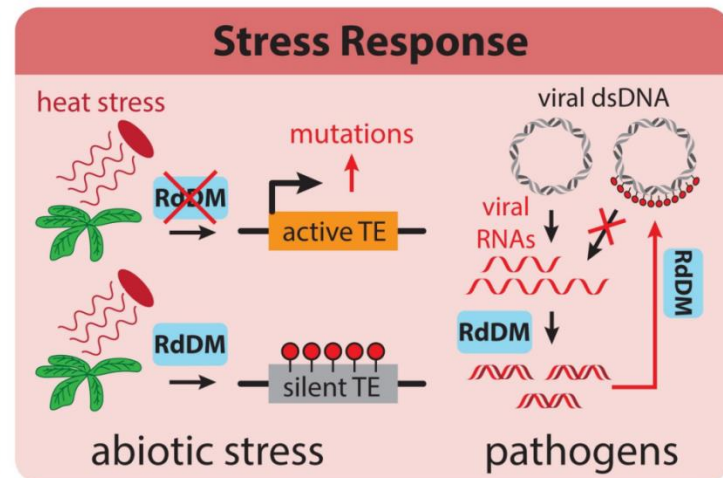 Stress Response
heat stress
RdDM
mutations
active TE
RdDM
silent TE
abiotic stress
viral dsDNA
viral
RNAs
RdDM
RdDM
pathogens